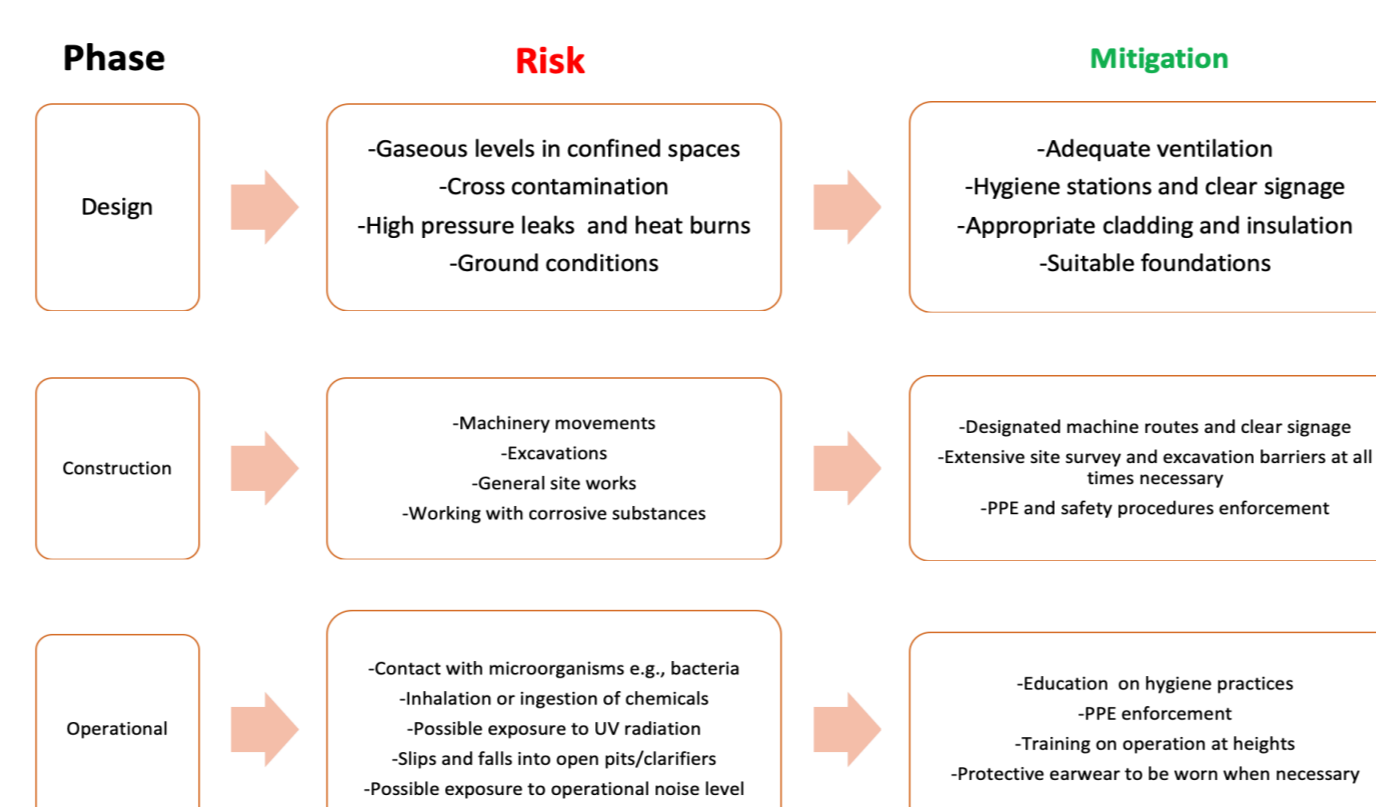 Phase
Risk
Mitigation
Design
-Gaseous levels in confined spaces
-Cross contamination
-High pressure leaks  and heat burns
-Ground conditions
-Adequate ventilation
-Hygiene stations and clear signage
-Appropriate cladding and insulation
-Suitable foundations
Construction
-Machinery movements
-Excavations
-General site works
-Working with corrosive substances
-Designated machine routes and clear signage
-Extensive site survey and excavation barriers at all
times necessary
-PPE and safety procedures enforcement
Operational
-Contact with microorganisms e.g., bacteria
-Inhalation or ingestion of chemicals
-Possible exposure to UV radiation
-Slips and falls into open pits/clarifiers
-Possible exposure to operational noise level
-Education  on hygiene practices
-PPE enforcement
-Training on operation at heights
-Protective earwear to be worn when necessary